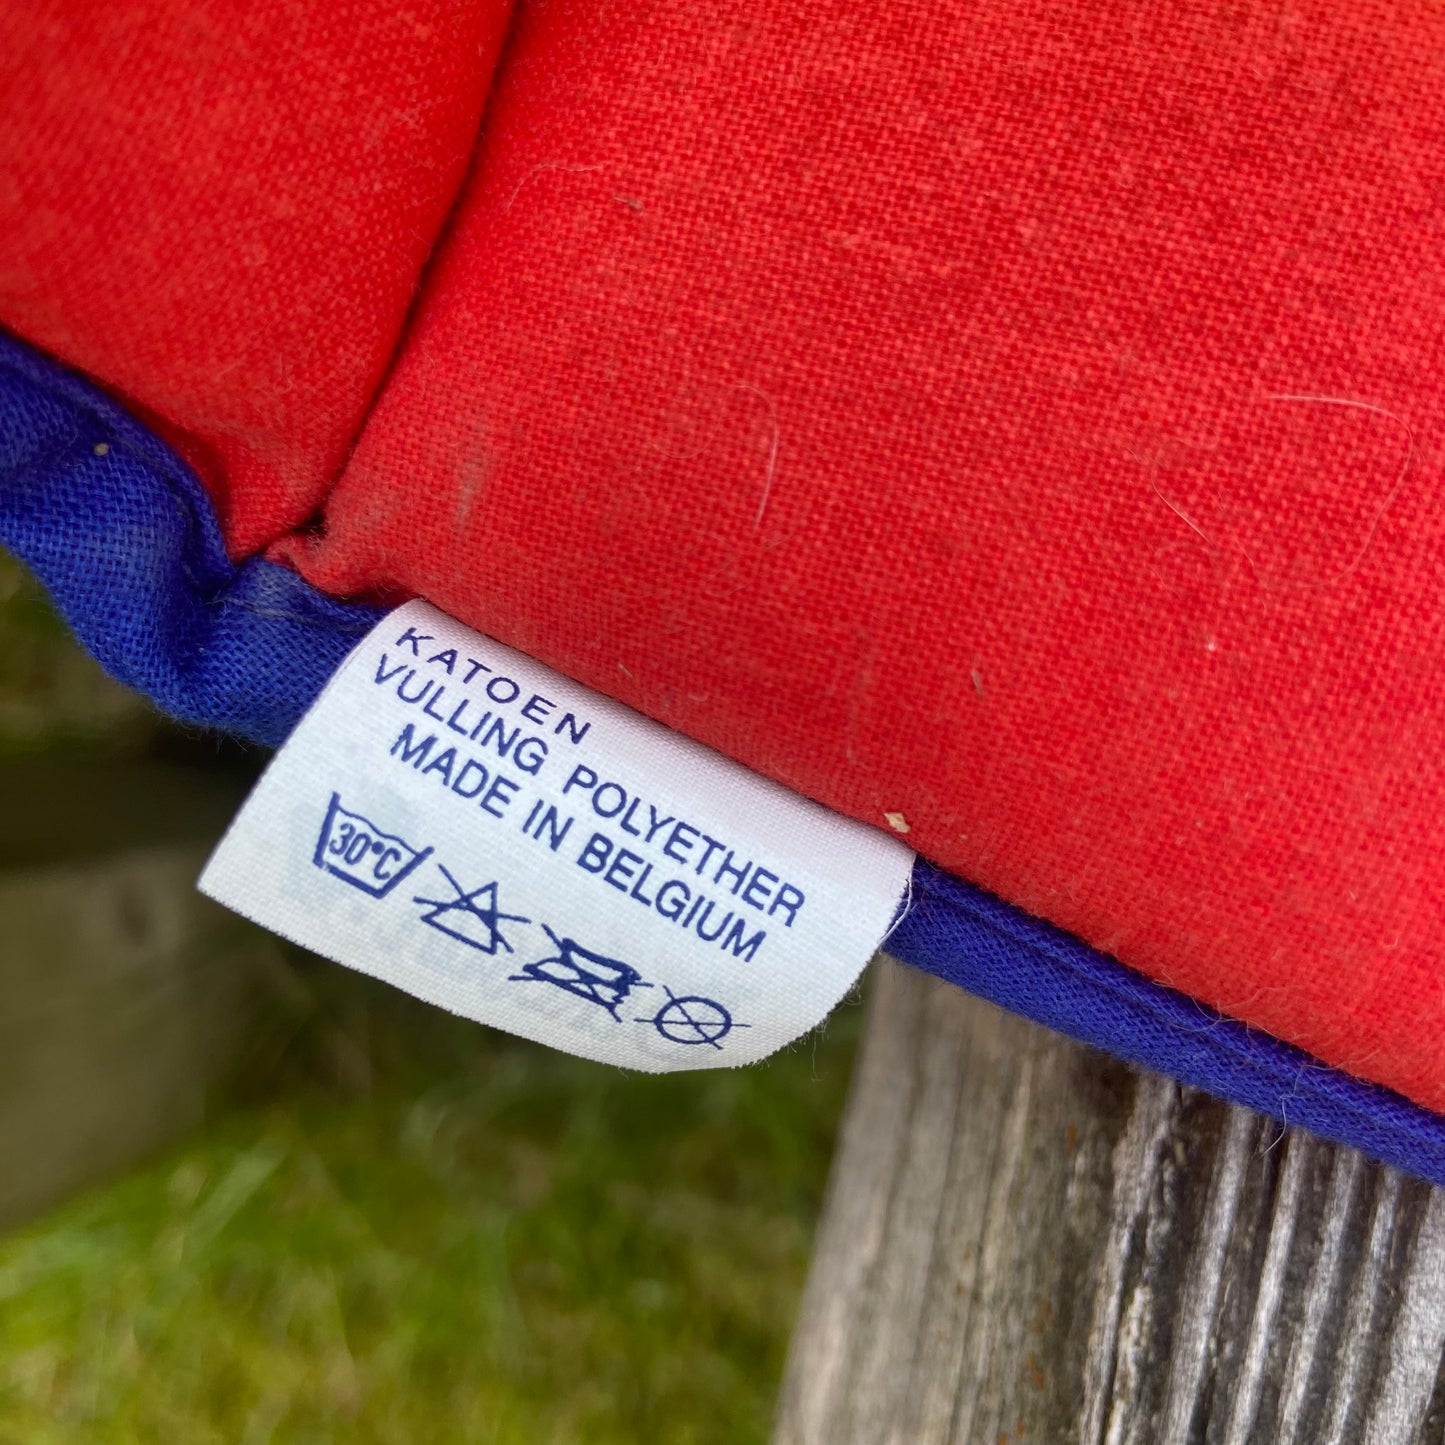 KATOEN
VULLING POLYETHER
MADE IN BELGIUM
30°C